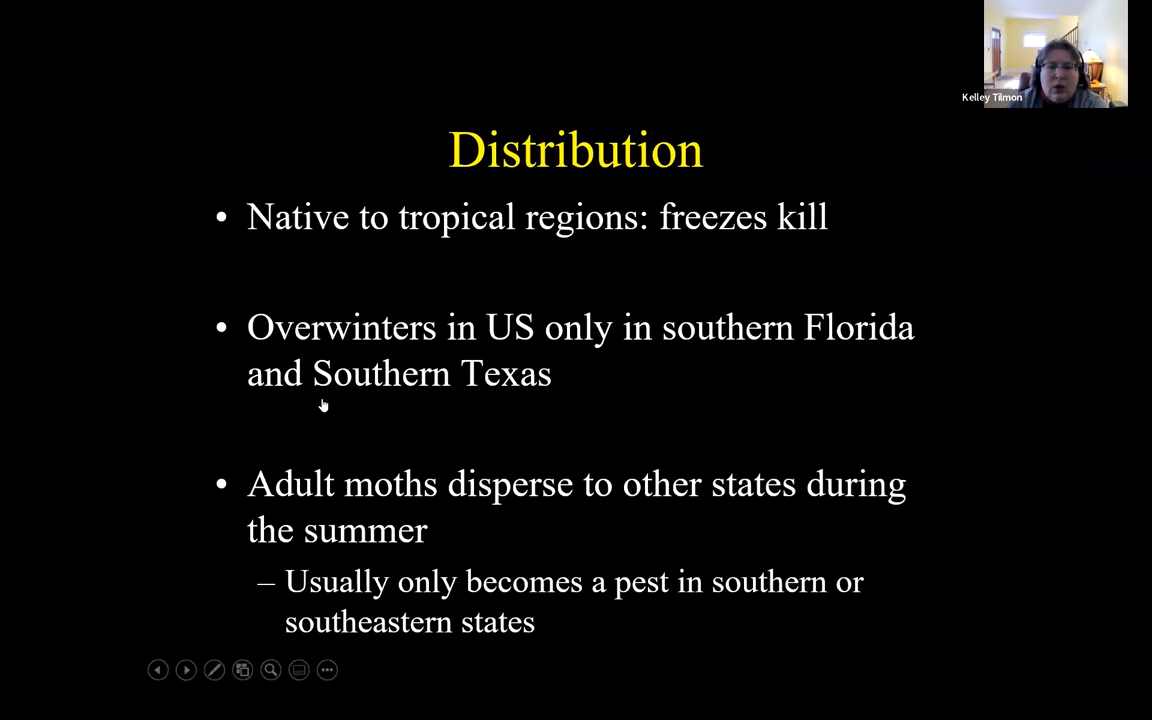 Kelley Tilmon
Distribution
• Native to tropical regions: freezes kill
• Overwinters in US only in southern Florida
and Southern Texas
• Adult moths disperse to other states during
the summer
– Usually only becomes a pest in southern or
southeastern states